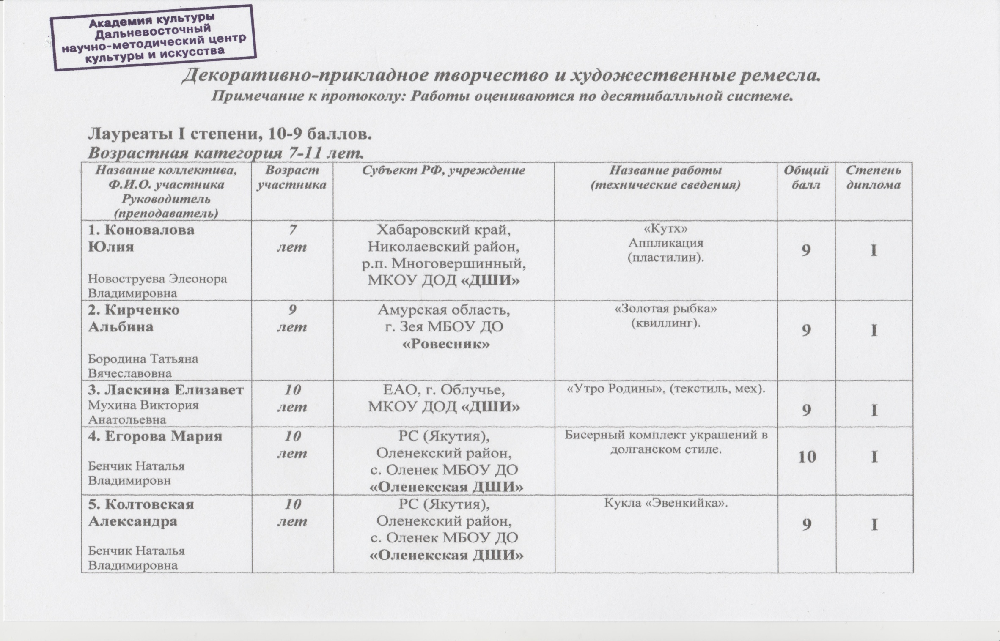 Академия культуры
Дальневосточный
научно-методический центр
культуры и искусства
Декоративно-прикладное творчество и художественные ремесла.
Примечание к протоколу: Работы оцениваются по десятибалльной системе.
Лауреаты I степени, 10-9 баллов.
Возрастная категория 7-11 лет.
Название коллектива,
Ф.И.О. участника
Руководитель
(преподаватель)
Возраст
участника
Субъект РФ, учреждение
Название работы
(технические сведения)
Общий
балл
Степень
диплома
1. Коновалова
Юлия
Новоструева Элеонора
Владимировна
7
лет
Хабаровский край,
Николаевский район,
р.п. Многовершинный,
МКОУ ДОД «ДШИ»
«Кутх»
Аппликация
(пластилин).
9
I
2. Кирченко
Альбина
Бородина Татьяна
Вячеславовна
9
лет
Амурская область,
г. Зея МБОУ ДО
«Ровесник»
«Золотая рыбка»
(квиллинг).
9
I
3. Ласкина Елизавет
Мухина Виктория
Анатольевна
10
лет
ЕАО, г. Облучье,
МКОУ ДОД «ДШИ»
«Утро Родины», (текстиль, мех).
9
I
4. Егорова Мария
Бенчик Наталья
Владимировн
10
лет
РС (Якутия),
Оленекский район,
с. Оленек МБОУ ДО
«Оленекская ДШИ»
Бисерный комплект украшений в
долганском стиле.
10
I
5. Колтовская
Александра
Бенчик Наталья
Владимировна
10
лет
РС (Якутия),
Оленекский район,
с. Оленек МБОУ ДО
«Оленекская ДШИ»
Кукла «Эвенкийка».
9
I